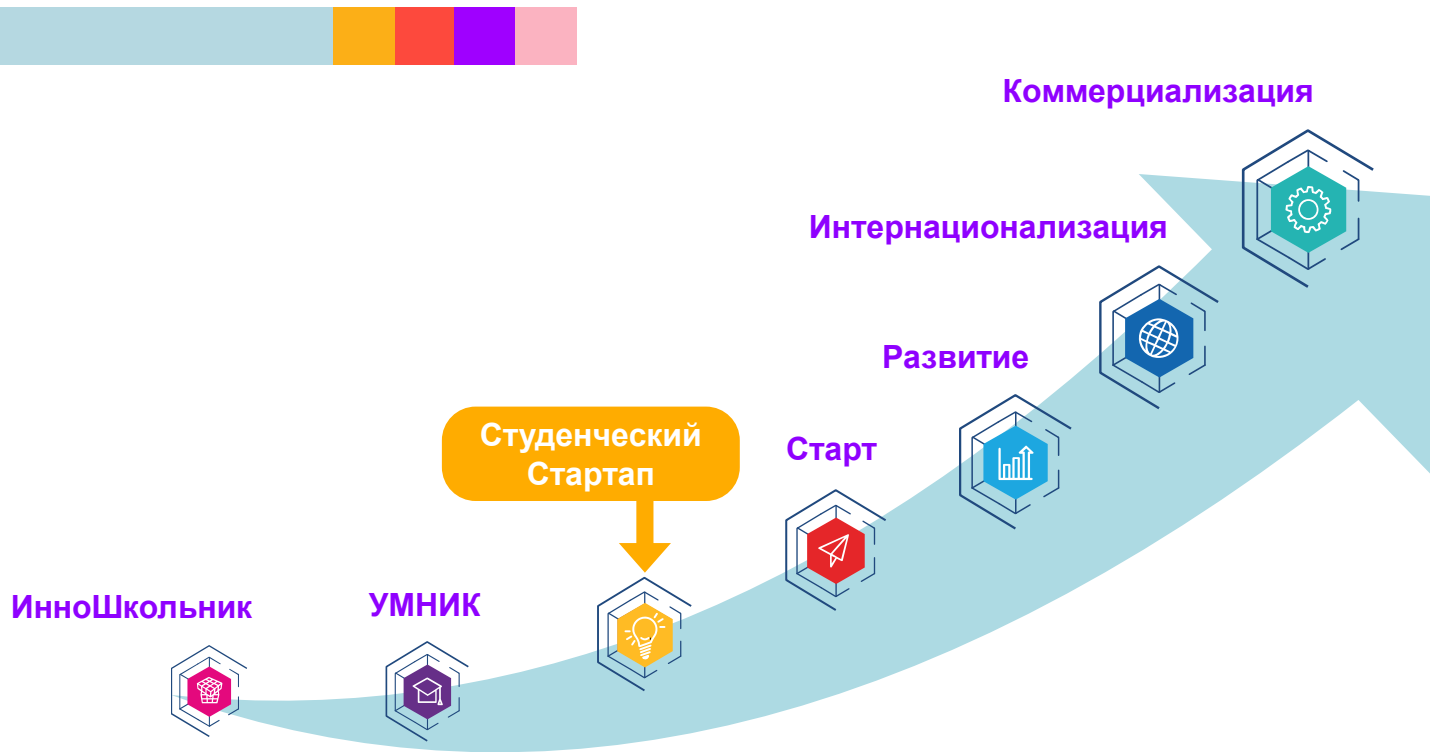 Коммерциализация
Интернационализация
Развитие
Студенческий
Стартап
Старт
ИнноШкольник
УМНИК